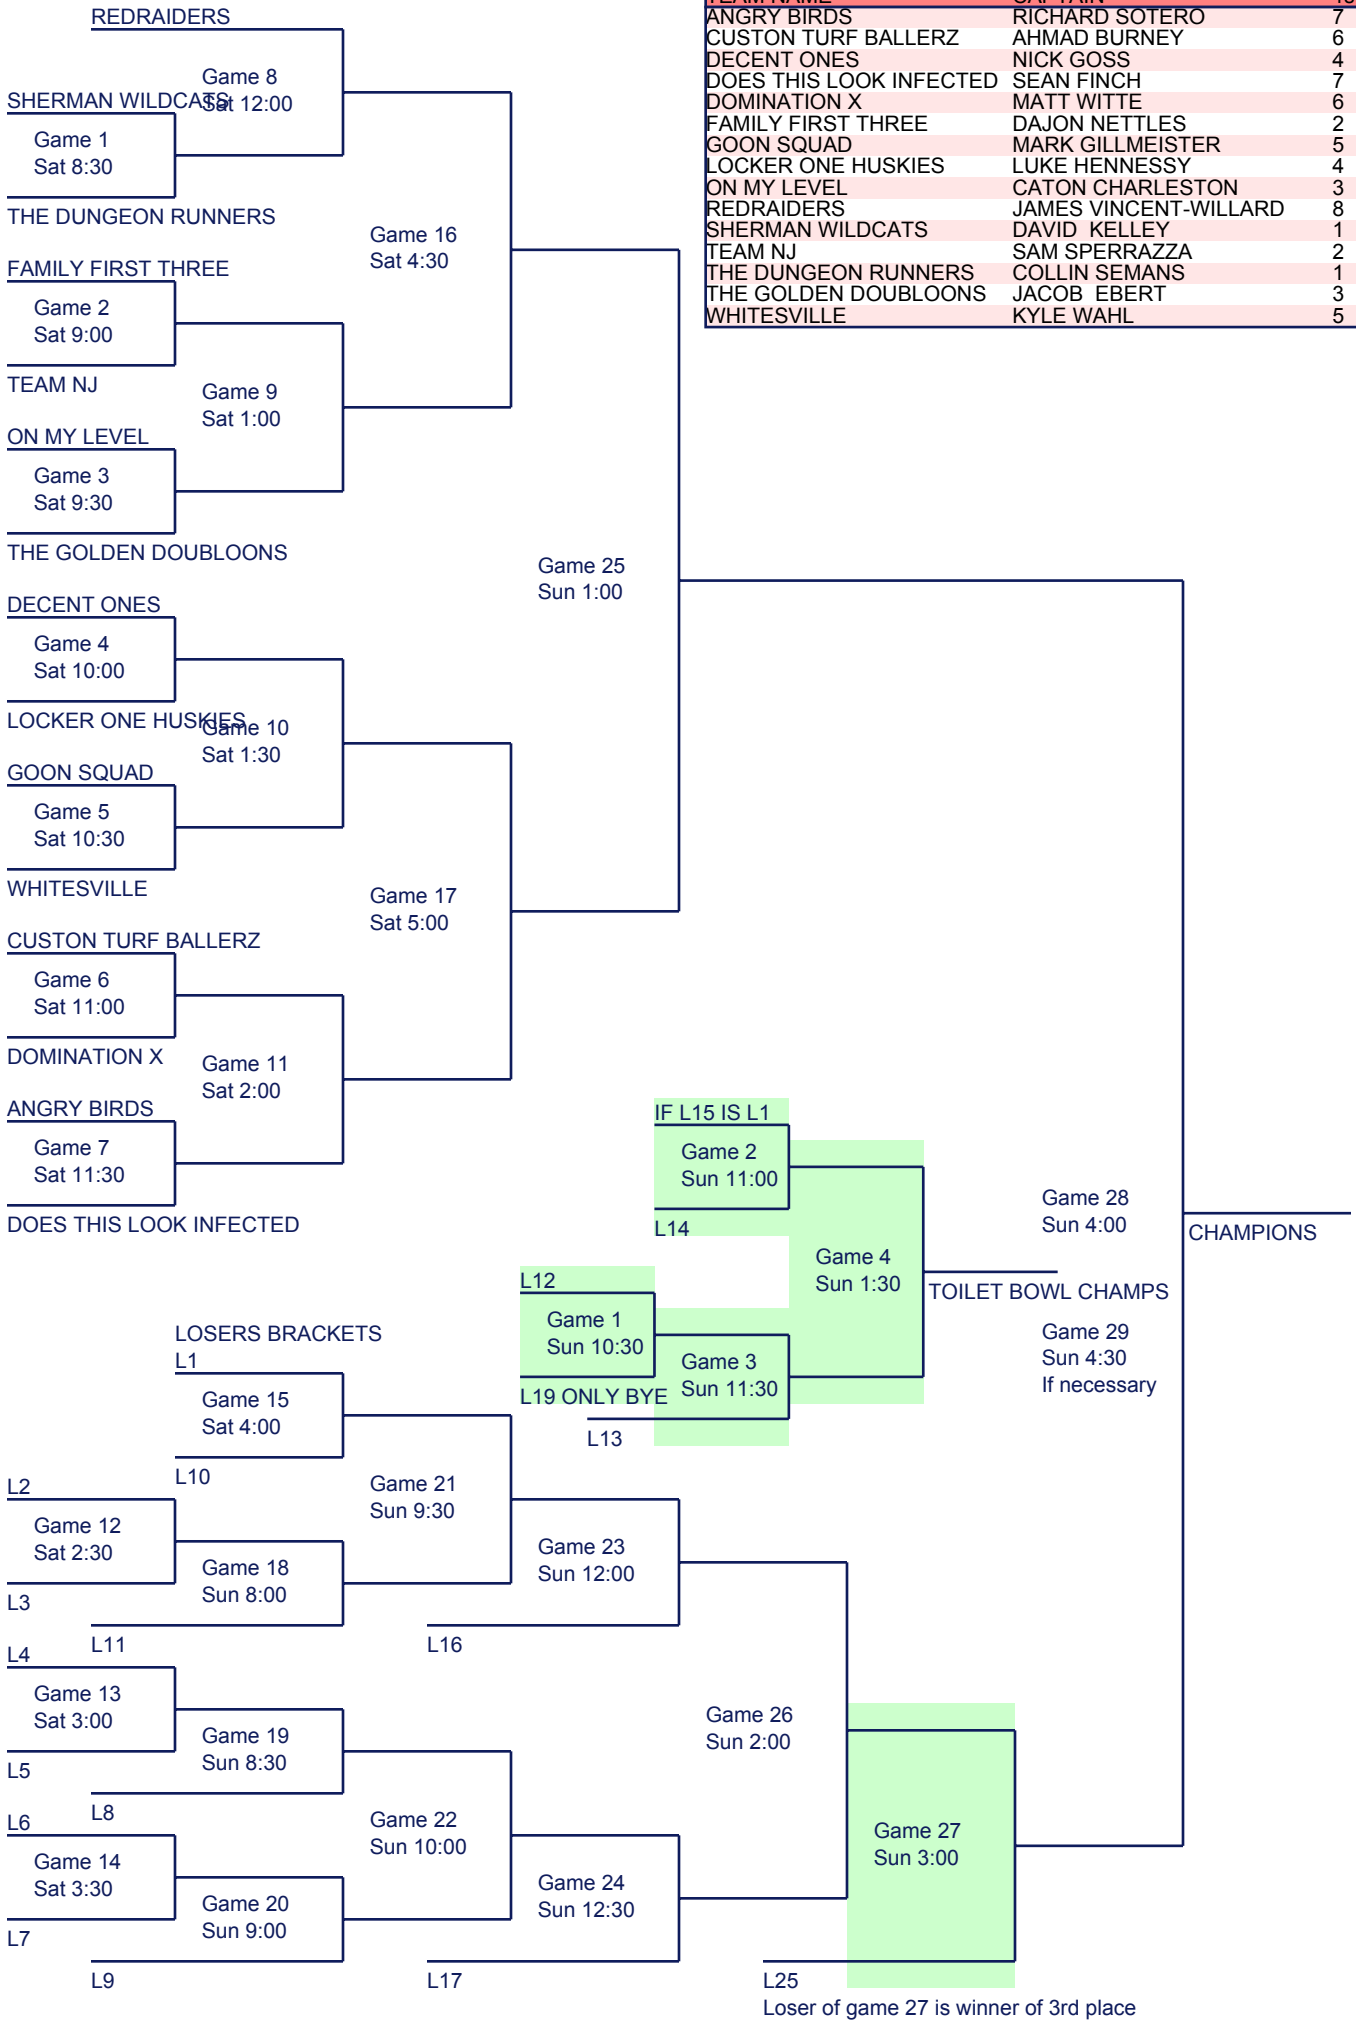 REDRAIDERS
Game 8
Sat 12:00
SHERMAN WILDCATS
Game 1
Sat 8:30
THE DUNGEON RUNNERS
Game 16
Sat 4:30
FAMILY FIRST THREE
Game 2
Sat 9:00
TEAM NJ
Game 9
Sat 1:00
ON MY LEVEL
Game 3
Sat 9:30
THE GOLDEN DOUBLOONS
Game 25
Sun 1:00
DECENT ONES
Game 4
Sat 10:00
LOCKER ONE HUSKIES
Game 10
Sat 1:30
GOON SQUAD
Game 5
Sat 10:30
WHITESVILLE
Game 17
Sat 5:00
CUSTON TURF BALLERZ
Game 6
Sat 11:00
DOMINATION X
Game 11
Sat 2:00
ANGRY BIRDS
Game 7
Sat 11:30
DOES THIS LOOK INFECTED
TEAM NAME CAPTAIN
ANGRY BIRDS RICHARD SOTERO 7
CUSTON TURF BALLERZ AHMAD BURNEY 6
DECENT ONES NICK GOSS 4
DOES THIS LOOK INFECTED SEAN FINCH 7
DOMINATION X MATT WITTE 6
FAMILY FIRST THREE DAJON NETTLES 2
GOON SQUAD MARK GILLMEISTER 5
LOCKER ONE HUSKIES LUKE HENNESSY 4
ON MY LEVEL CATON CHARLESTON 3
REDRAIDERS JAMES VINCENT-WILLARD 8
SHERMAN WILDCATS DAVID KELLEY 1
TEAM NJ SAM SPERRAZZA 2
THE DUNGEON RUNNERS COLLIN SEMANS 1
THE GOLDEN DOUBLOONS JACOB EBERT 3
WHITESVILLE KYLE WAHL 5
IF L15 IS L1
Game 2
Sun 11:00
L14
Game 4
Sun 1:30
L12
Game 1
Sun 10:30
L19 ONLY BYE
Game 3
Sun 11:30
L13
TOILET BOWL CHAMPS
Game 28
Sun 4:00
CHAMPIONS
Game 29
Sun 4:30
If necessary
LOSERS BRACKETS
L1
Game 15
Sat 4:00
L10
Game 21
Sun 9:30
L2
Game 12
Sat 2:30
L3
Game 18
Sun 8:00
L11
Game 23
Sun 12:00
L16
L4
Game 13
Sat 3:00
L5
Game 19
Sun 8:30
L8
Game 26
Sun 2:00
L6
Game 14
Sat 3:30
L7
Game 22
Sun 10:00
Game 20
Sun 9:00
L9
Game 24
Sun 12:30
L17
Game 27
Sun 3:00
L25
Loser of game 27 is winner of 3rd place